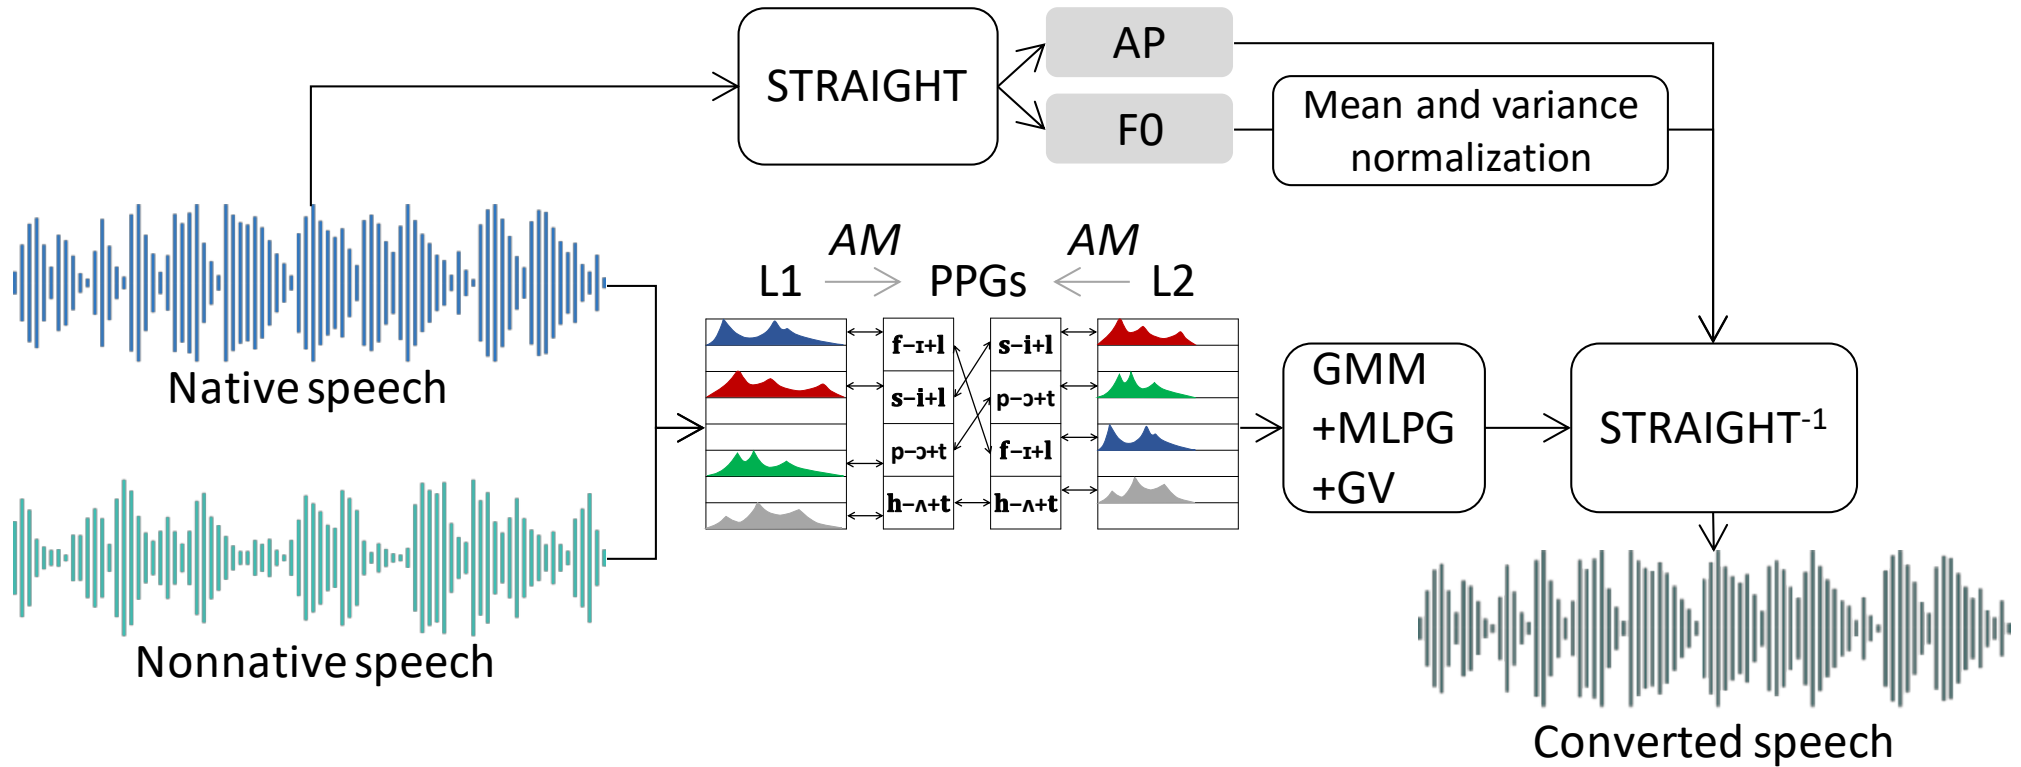 STRAIGHT
AP
F0
Mean and variance
normalization
Native speech
Nonnative speech
AM
AM
L1
PPGs
L2
f−ɪ+l
s−i+l
p−ɔ+t
h−ʌ+t
s−i+l
p−ɔ+t
f−ɪ+l
h−ʌ+t
GMM
+MLPG
+GV
STRAIGHT⁻¹
Converted speech